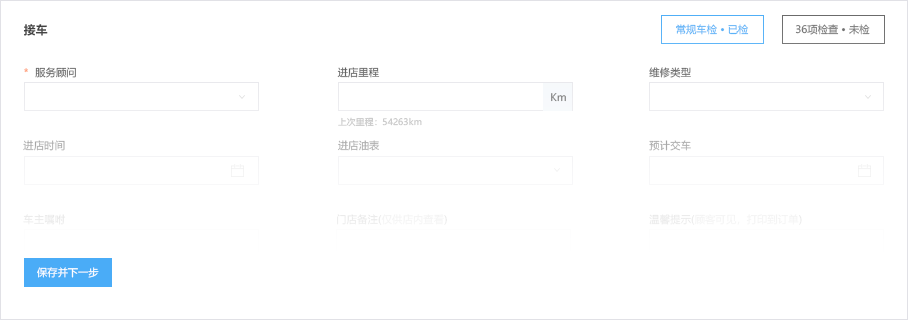 接车
常规车检 • 已检
36项检查 • 未检
* 服务顾问
进店里程
维修类型
Km
上次里程：54263km
进店时间
进店油表
预计交车
车主嘱咐
门店备注(仅供店内查看)
温馨提示(顾客可见，打印到订单)
保存并下一步